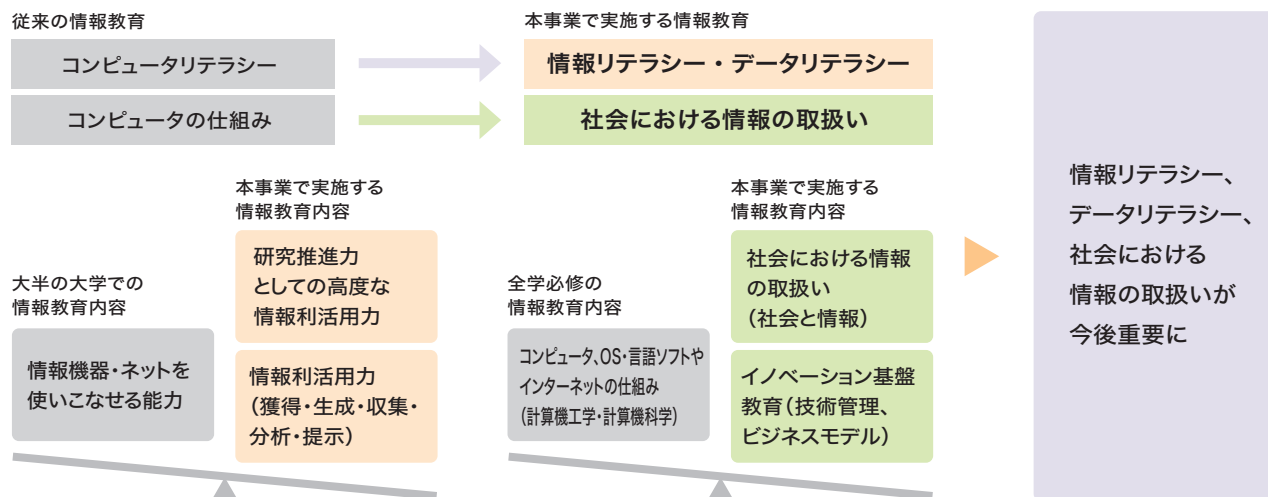 従来の情報教育
本事業で実施する情報教育
コンピュータリテラシー
情報リテラシー・データリテラシー
コンピュータの仕組み
社会における情報の取扱い
大半の大学での
情報教育内容
情報機器・ネットを
使いこなせる能力
本事業で実施する
情報教育内容
研究推進力
としての高度な
情報利活用力
情報利活用力
（獲得・生成・収集・
分析・提示）
全学必修の
情報教育内容
コンピュータ、OS・言語ソフトや
インターネットの仕組み
（計算機工学・計算機科学）
本事業で実施する
情報教育内容
社会における情報
の取扱い
（社会と情報）
イノベーション基盤
教育（技術管理、
ビジネスモデル）
情報リテラシー、
データリテラシー、
社会における
情報の取扱いが
今後重要に